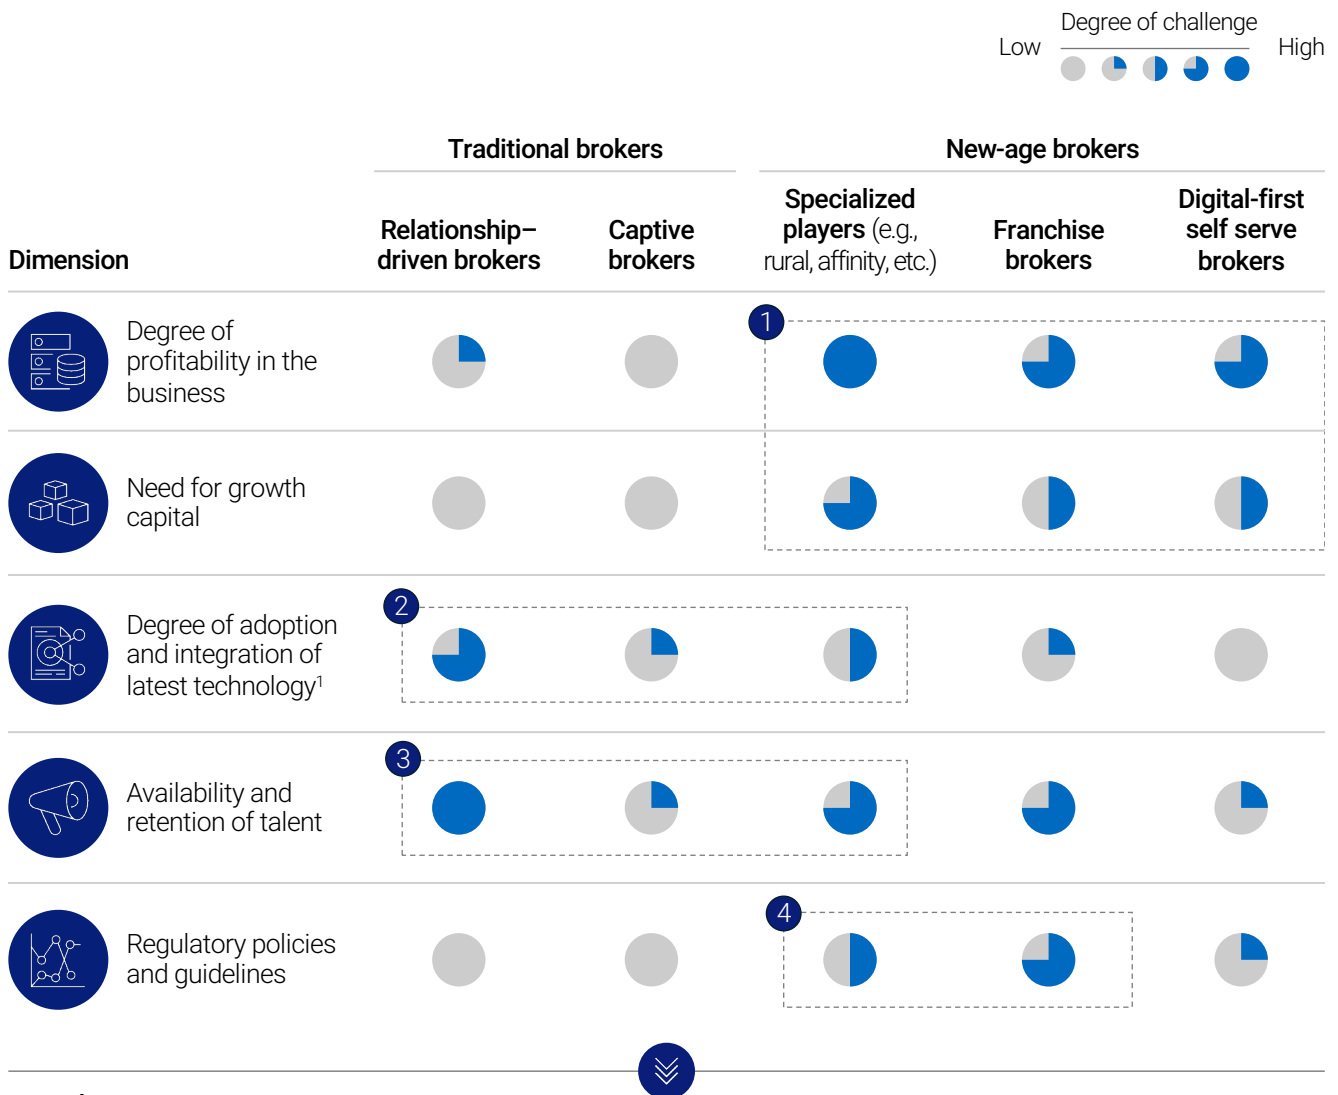 Degree of challenge
Low
High
Traditional brokers
New-age brokers
Dimension
Relationship–
driven brokers
Captive
brokers
Specialized
players (e.g.,
rural, affinity, etc.)
Franchise
brokers
Digital-first
self serve
brokers
1
Degree of
profitability in the
business
Need for growth
capital
2
Degree of adoption
and integration of
latest technology¹
3
Availability and
retention of talent
4
Regulatory policies
and guidelines